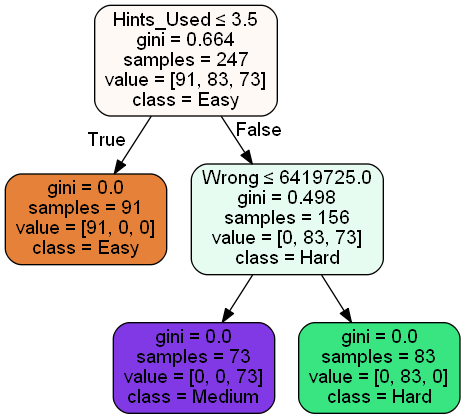 Hints_Used ≤ 3.5
gini = 0.664
samples = 247
value = [91, 83, 73]
class = Easy
True
False
gini = 0.0
samples = 91
value = [91, 0, 0]
class = Easy
Wrong ≤ 6419725.0
gini = 0.498
samples = 156
value = [0, 83, 73]
class = Hard
gini = 0.0
samples = 73
value = [0, 0, 73]
class = Medium
gini = 0.0
samples = 83
value = [0, 83, 0]
class = Hard